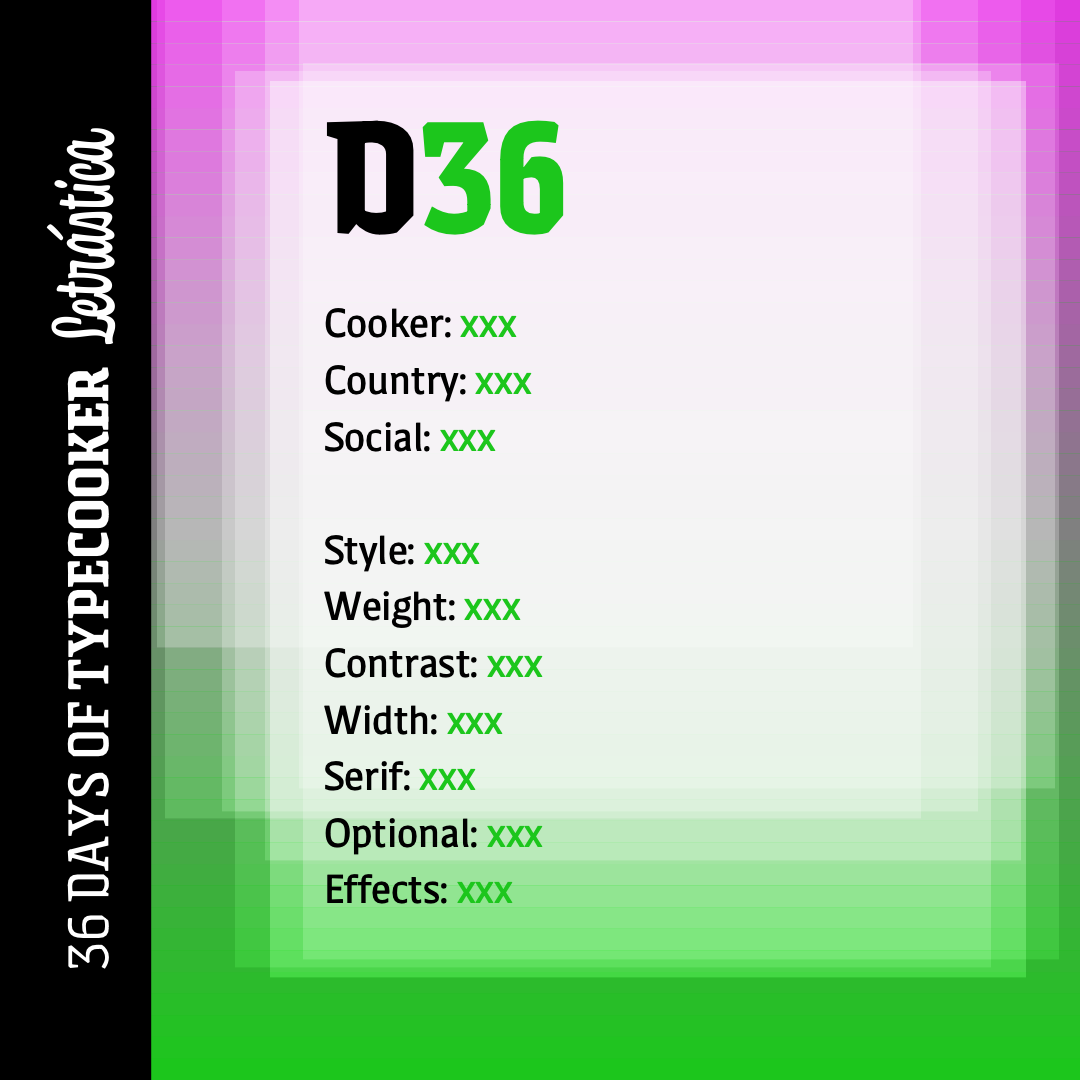 36 DAYS OF TYPECOOKER Letrástica
D36
Cooker: xxx
Country: xxx
Social: xxx
Style: xxx
Weight: xxx
Contrast: xxx
Width: xxx
Serif: xxx
Optional: xxx
Effects: xxx